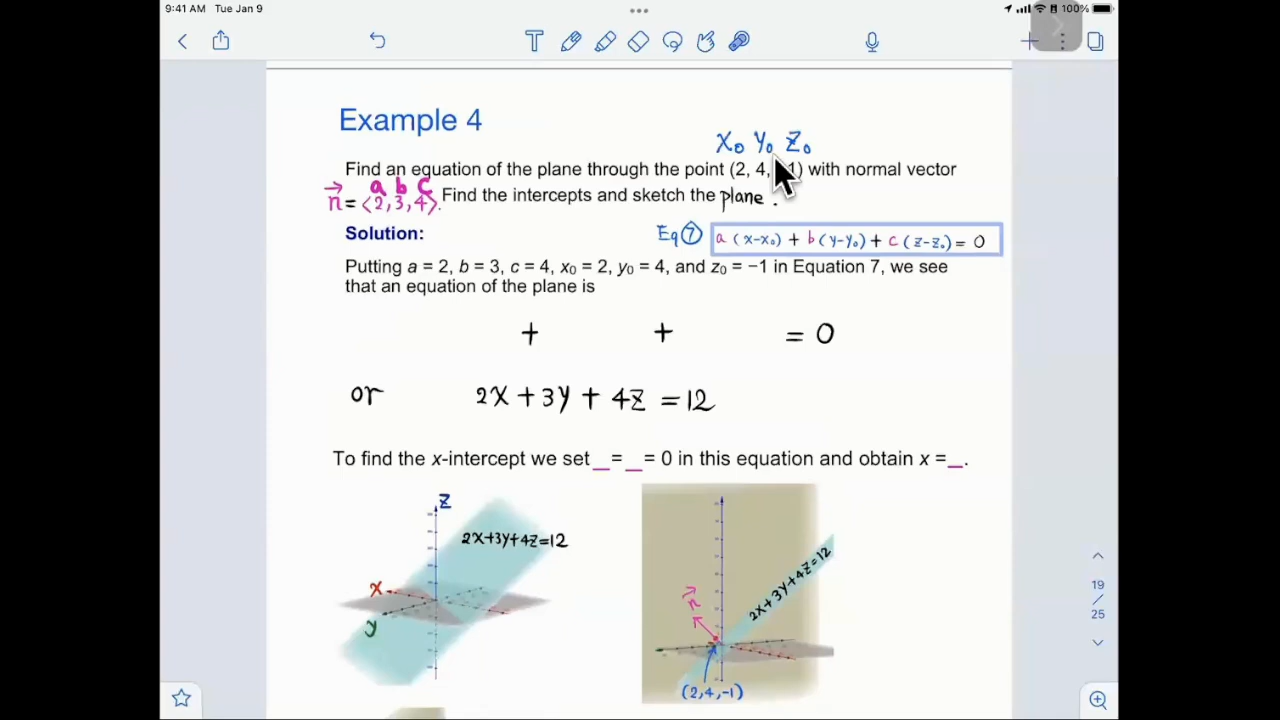 9:41 AM Tue Jan 9
100%
Example 4
X₀ Y₀ Z₀
Find an equation of the plane through the point (2, 4, 1) with normal vector
a b c
n = ⟨2,3,4⟩. Find the intercepts and sketch the plane.
Solution:
Eq ⑦ a (x-x₀) + b (y-y₀) + c (z-z₀) = 0
Putting a = 2, b = 3, c = 4, x₀ = 2, y₀ = 4, and z₀ = −1 in Equation 7, we see
that an equation of the plane is
+ + = 0
or 2X + 3Y + 4Z = 12
To find the x-intercept we set _ = _ = 0 in this equation and obtain x = _.
Z
2X+3Y+4Z=12
X
Y
2X+3Y+4Z=12
n
(2,4,-1)
19
/
25